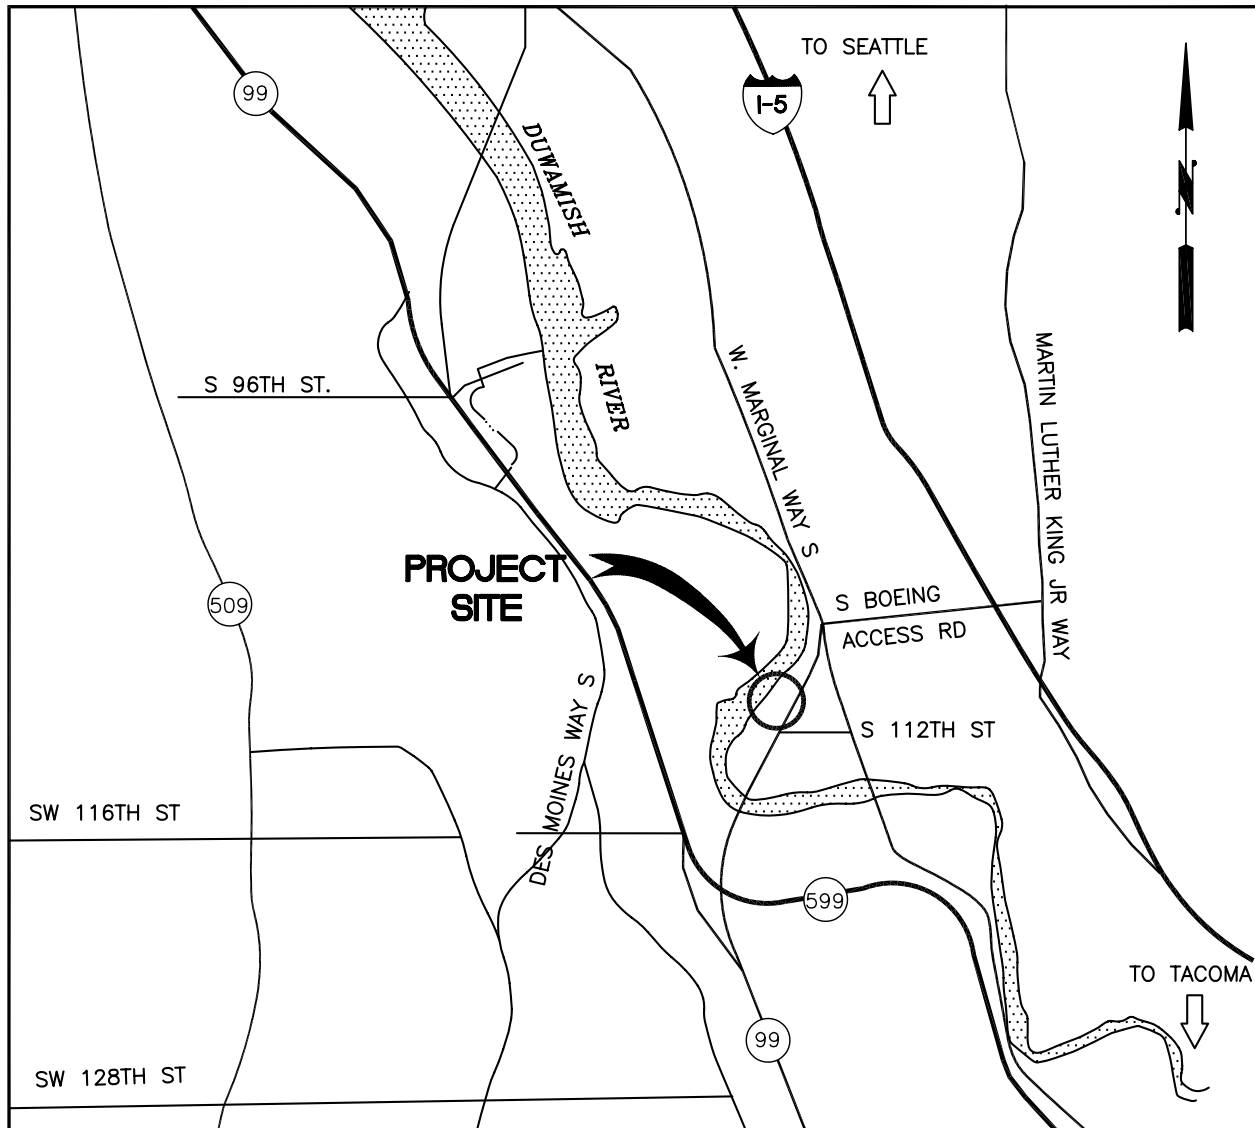 TO SEATTLE
99
I-5
DUWAMISH
N
RIVER
W. MARGINAL WAY S
MARTIN LUTHER KING JR WAY
S 96TH ST.
PROJECT
SITE
509
S BOEING
ACCESS RD
S 112TH ST
DES MOINES WAY S
SW 116TH ST
599
TO TACOMA
99
SW 128TH ST